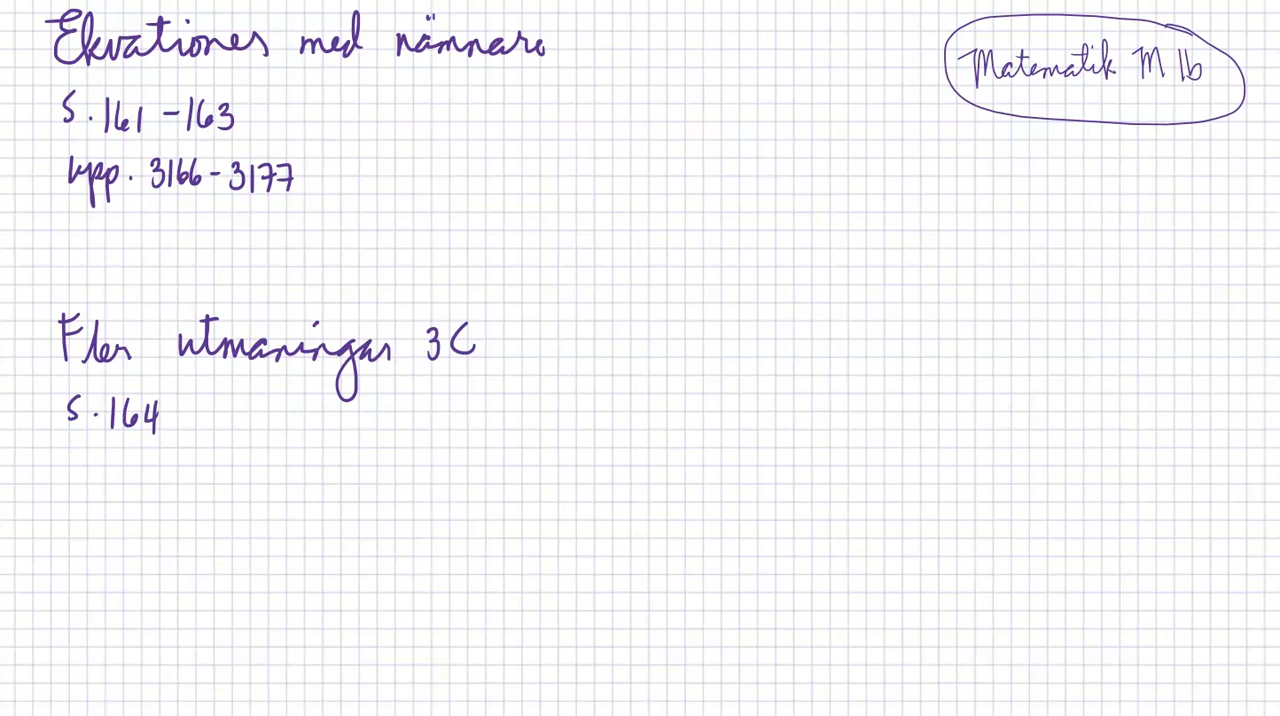 Ekvationer med nämnare
Matematik M 1b
s. 161 - 163
upp. 3166 - 3177
Fler utmaningar 3C
s. 164